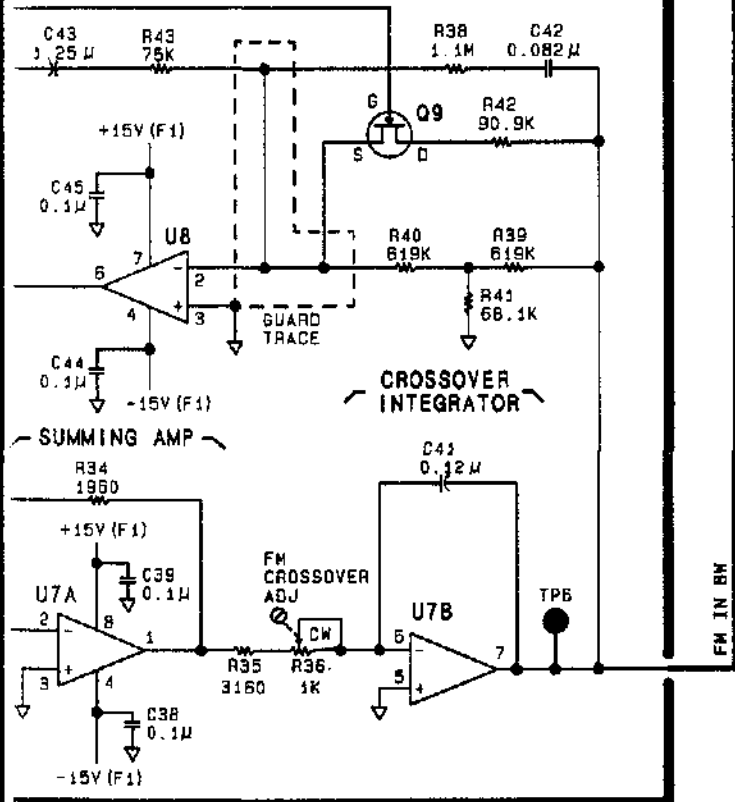 C43
R43
75K
R38
1.1M
C42
0.082µ
G
Q9
R42
90.9K
S
D
+15V(F1)
C45
0.1µ
U8
7
6
2
3
4
-
+
R40
619K
R39
619K
R41
68.1K
GUARD
TRACE
C44
0.1µ
-15V(F1)
CROSSOVER
INTEGRATOR
SUMMING AMP
R34
1960
+15V(F1)
C39
0.1µ
U7A
8
2
-
1
+
3
4
C38
0.1µ
-15V(F1)
FM
CROSSOVER
ADJ
CW
R35
3160
R36
1K
C41
0.12µ
U7B
6
-
7
5
+
TP6
FM IN BW